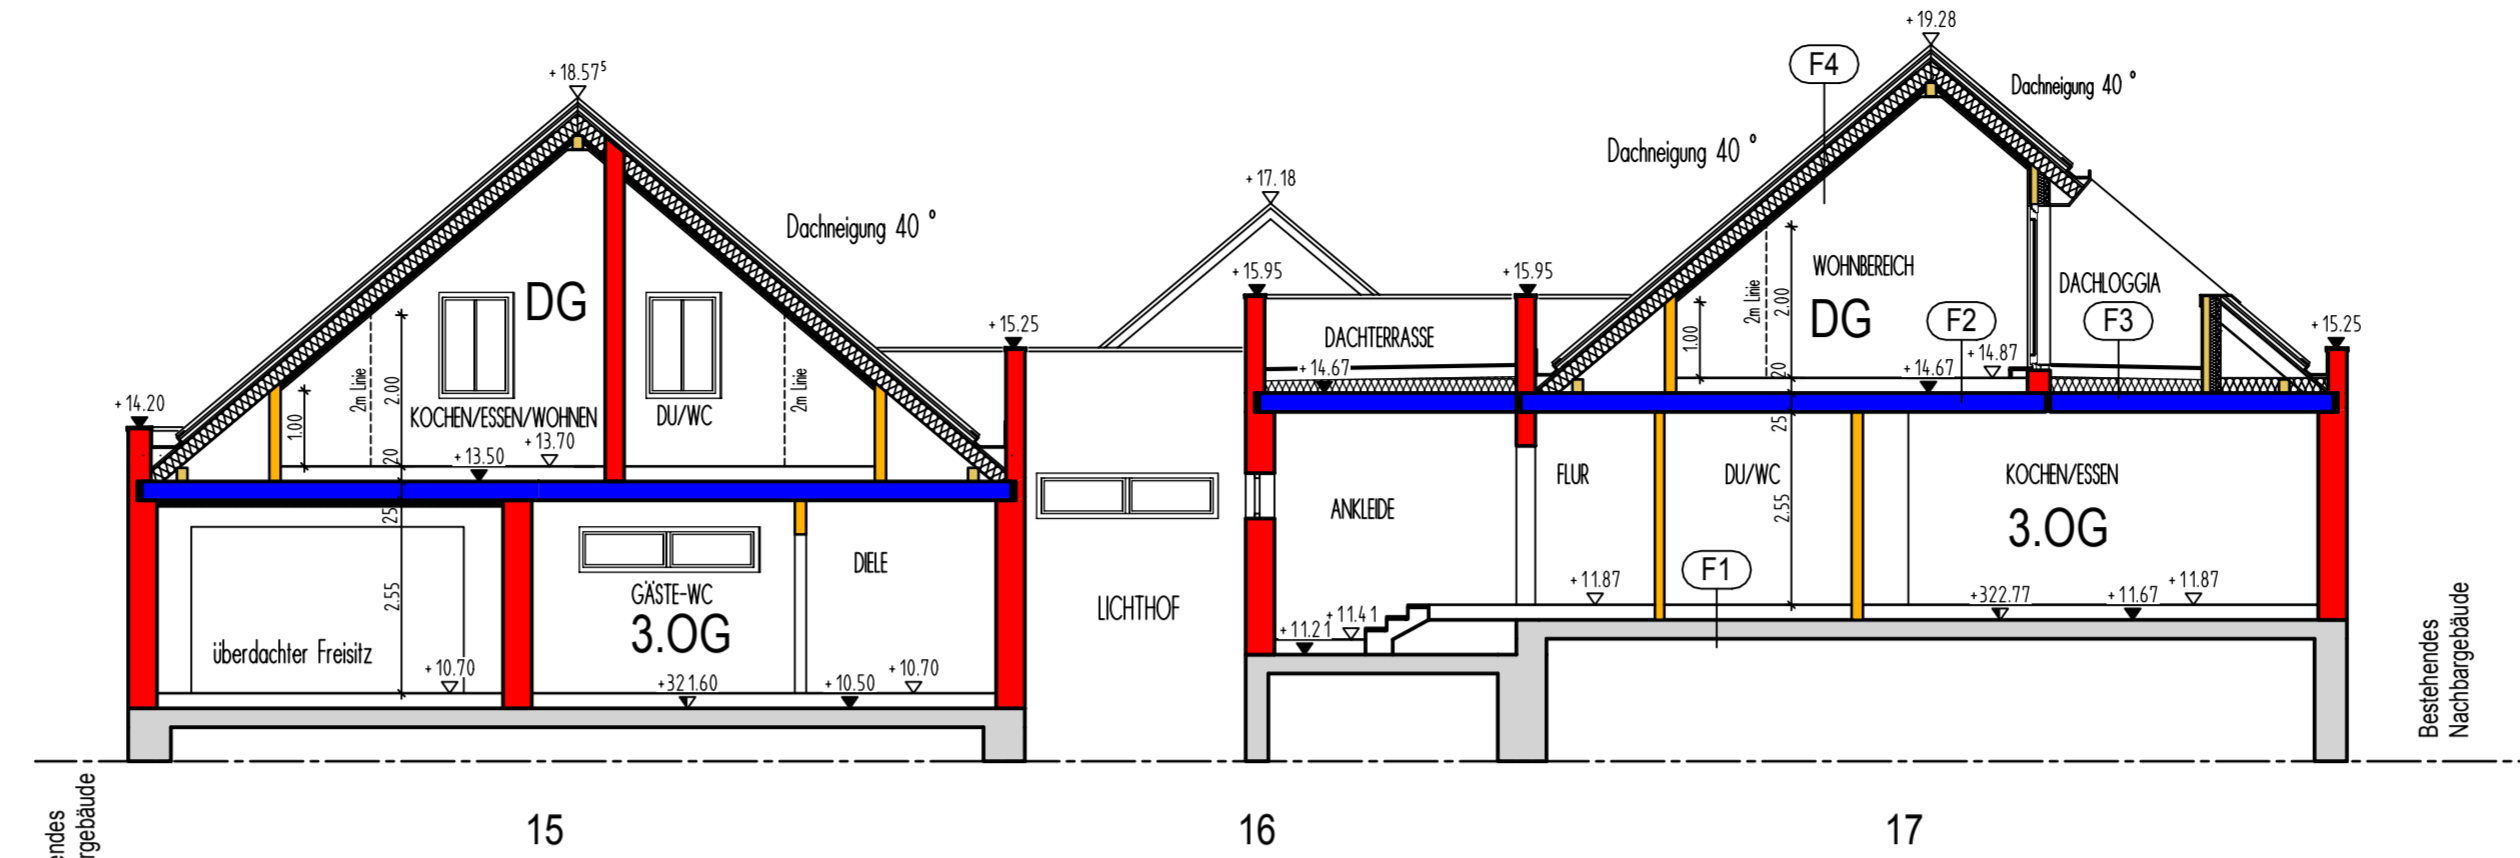 +19.28
F4
+18.57⁵
Dachneigung 40 °
Dachneigung 40 °
+17.18
Dachneigung 40 °
+15.95
+15.95
WOHNBEREICH
DG
DACHLOGGIA
DG
2m Linie
2.00
F2
F3
+15.25
DACHTERRASSE
1.00
+15.25
+14.67
20
+14.67
+14.87
2m Linie
2.00
2m Linie
+14.20
1.00
KOCHEN/ESSEN/WOHNEN
DU/WC
+13.50
+13.70
20
25
25
FLUR
DU/WC
KOCHEN/ESSEN
ANKLEIDE
2.55
3.OG
DIELE
F1
2.55
GÄSTE-WC
3.OG
LICHTHOF
+11.87
+322.77
+11.67
+11.87
+11.21
+11.41
überdachter Freisitz
+10.70
+321.60
+10.50
+10.70
Bestehendes
Nachbargebäude
15
16
17